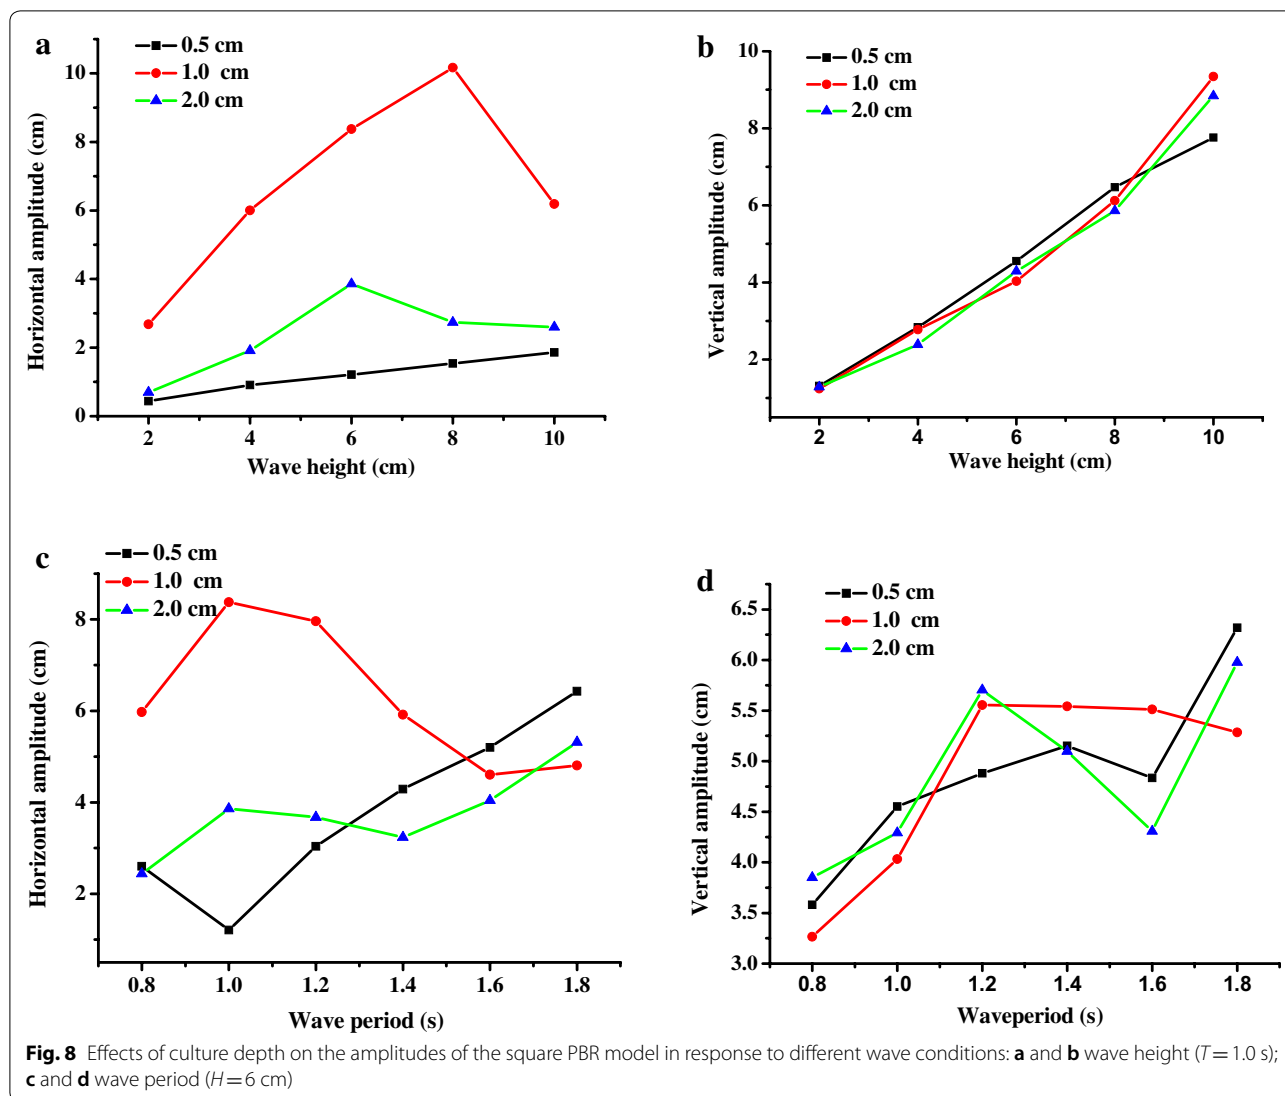 a
0.5 cm
1.0 cm
2.0 cm
Horizontal amplitude (cm)
10
8
6
4
2
0
2 4 6 8 10
Wave height (cm)
b
0.5 cm
1.0 cm
2.0 cm
Vertical amplitude (cm)
10
8
6
4
2
2 4 6 8 10
Wave height (cm)
c
0.5 cm
1.0 cm
2.0 cm
Horizontal amplitude (cm)
8
6
4
2
0.8 1.0 1.2 1.4 1.6 1.8
Wave period (s)
d
0.5 cm
1.0 cm
2.0 cm
Vertical amplitude (cm)
6.5
6.0
5.5
5.0
4.5
4.0
3.5
3.0
0.8 1.0 1.2 1.4 1.6 1.8
Waveperiod (s)
Fig. 8 Effects of culture depth on the amplitudes of the square PBR model in response to different wave conditions: a and b wave height (T = 1.0 s);
c and d wave period (H = 6 cm)